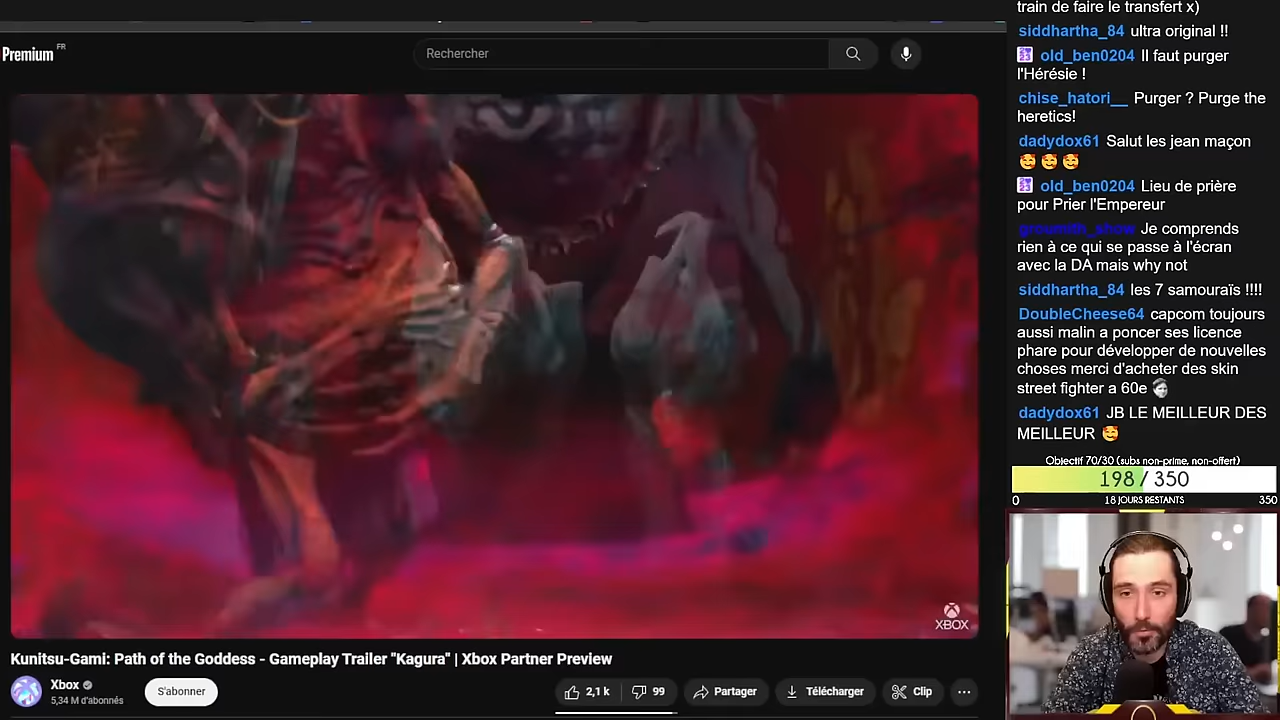 Premium FR
Rechercher
XBOX
Kunitsu-Gami: Path of the Goddess - Gameplay Trailer "Kagura" | Xbox Partner Preview
Xbox
5,34 M d'abonnés
S'abonner
2,1 k
99
Partager
Télécharger
Clip
train de faire le transfert x)
siddhartha_84 ultra original !!
old_ben0204 Il faut purger
l'Hérésie !
chise_hatori__ Purger ? Purge the
heretics!
dadydox61 Salut les jean maçon
🥰 🥰 🥰
old_ben0204 Lieu de prière
pour Prier l'Empereur
groumith_show Je comprends
rien à ce qui se passe à l'écran
avec la DA mais why not
siddhartha_84 les 7 samouraïs !!!!
DoubleCheese64 capcom toujours
aussi malin a poncer ses licence
phare pour développer de nouvelles
choses merci d'acheter des skin
street fighter a 60e
dadydox61 JB LE MEILLEUR DES
MEILLEUR 🥰
Objectif 70/30 (subs non-prime, non-offert)
198 / 350
0 18 JOURS RESTANTS 350